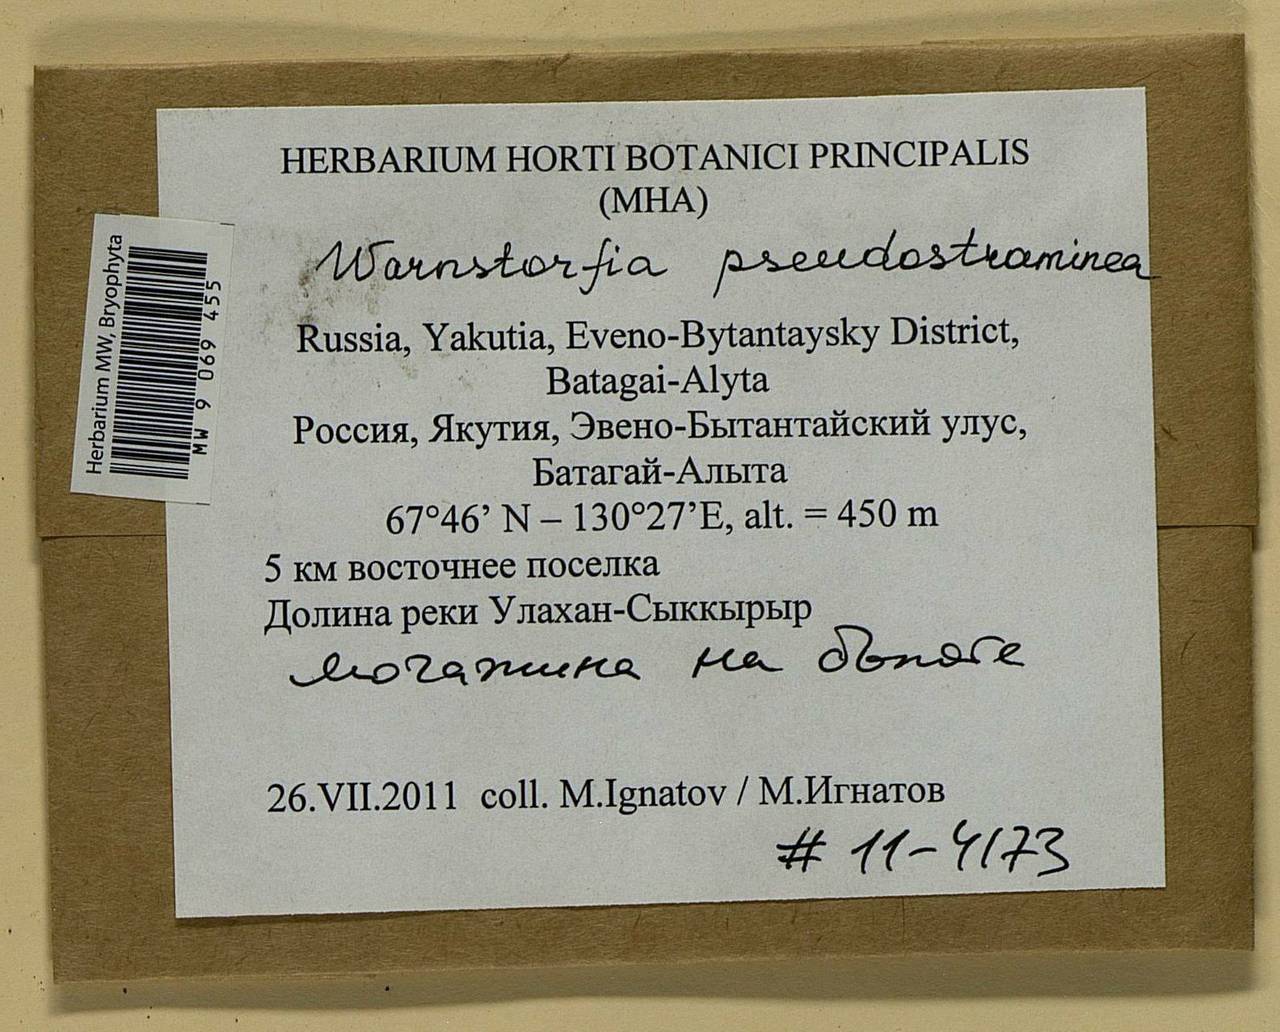 HERBARIUM HORTI BOTANICI PRINCIPALIS
(MHA)
Warnstorfia pseudostraminea
Russia, Yakutia, Eveno-Bytantaysky District,
Batagai-Alyta
Россия, Якутия, Эвено-Бытантайский улус,
Батагай-Алыта
67°46’ N – 130°27’E, alt. = 450 m
5 км восточнее поселка
Долина реки Улахан-Сыккырыр
мочажина на болоте
26.VII.2011 coll. M.Ignatov / М.Игнатов
# 11-4173
Herbarium MW, Bryophyta
MW 9 069 455